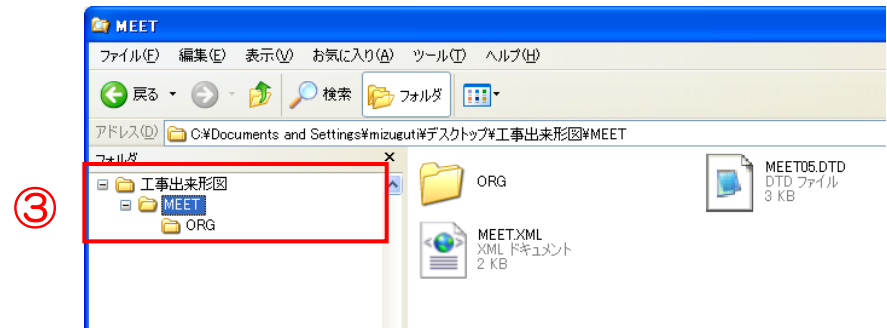 MEET
ファイル(F) 編集(E) 表示(V) お気に入り(A) ツール(T) ヘルプ(H)
戻る 検索 フォルダ
アドレス(D) C:¥Documents and Settings¥mizuguti¥デスクトップ¥工事出来形図¥MEET
フォルダ ×
③
工事出来形図
MEET
ORG
ORG
MEET05.DTD
DTD ファイル
3 KB
MEET.XML
XML ドキュメント
2 KB